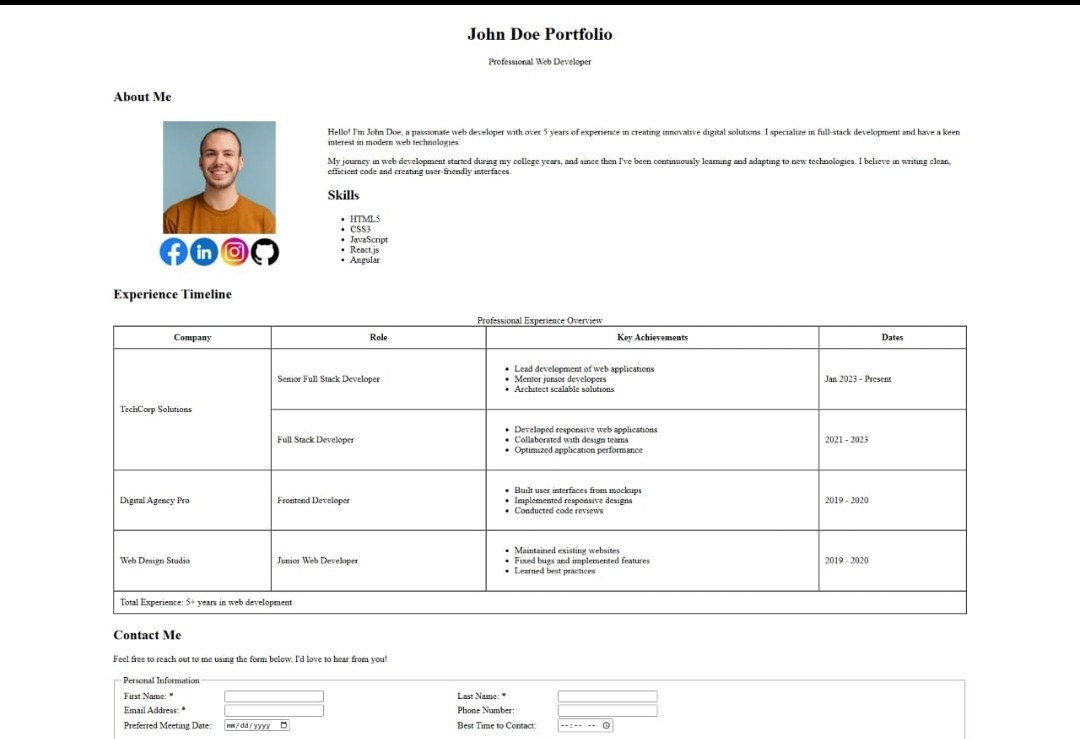 John Doe Portfolio
Professional Web Developer
About Me
Hello! I'm John Doe, a passionate web developer with over 5 years of experience in creating innovative digital solutions. I specialize in full-stack development and have a keen
interest in modern web technologies.
My journey in web development started during my college years, and since then I've been continuously learning and adapting to new technologies. I believe in writing clean,
efficient code and creating user-friendly interfaces.
in
Skills
• HTML5
• CSS3
• JavaScript
• React.js
• Angular
Experience Timeline
Professional Experience Overview
Company Role Key Achievements Dates
TechCorp Solutions
Senior Full Stack Developer
• Lead development of web applications
• Mentor junior developers
• Architect scalable solutions
Jan 2023 - Present
Full Stack Developer
• Developed responsive web applications
• Collaborated with design teams
• Optimized application performance
2021 - 2023
Digital Agency Pro
Frontend Developer
• Built user interfaces from mockups
• Implemented responsive designs
• Conducted code reviews
2019 - 2020
Web Design Studio
Junior Web Developer
• Maintained existing websites
• Fixed bugs and implemented features
• Learned best practices
2019 - 2020
Total Experience: 5+ years in web development
Contact Me
Feel free to reach out to me using the form below. I'd love to hear from you!
Personal Information
First Name: * Last Name: *
Email Address: * Phone Number:
Preferred Meeting Date: mm/dd/yyyy Best Time to Contact: --:-- --